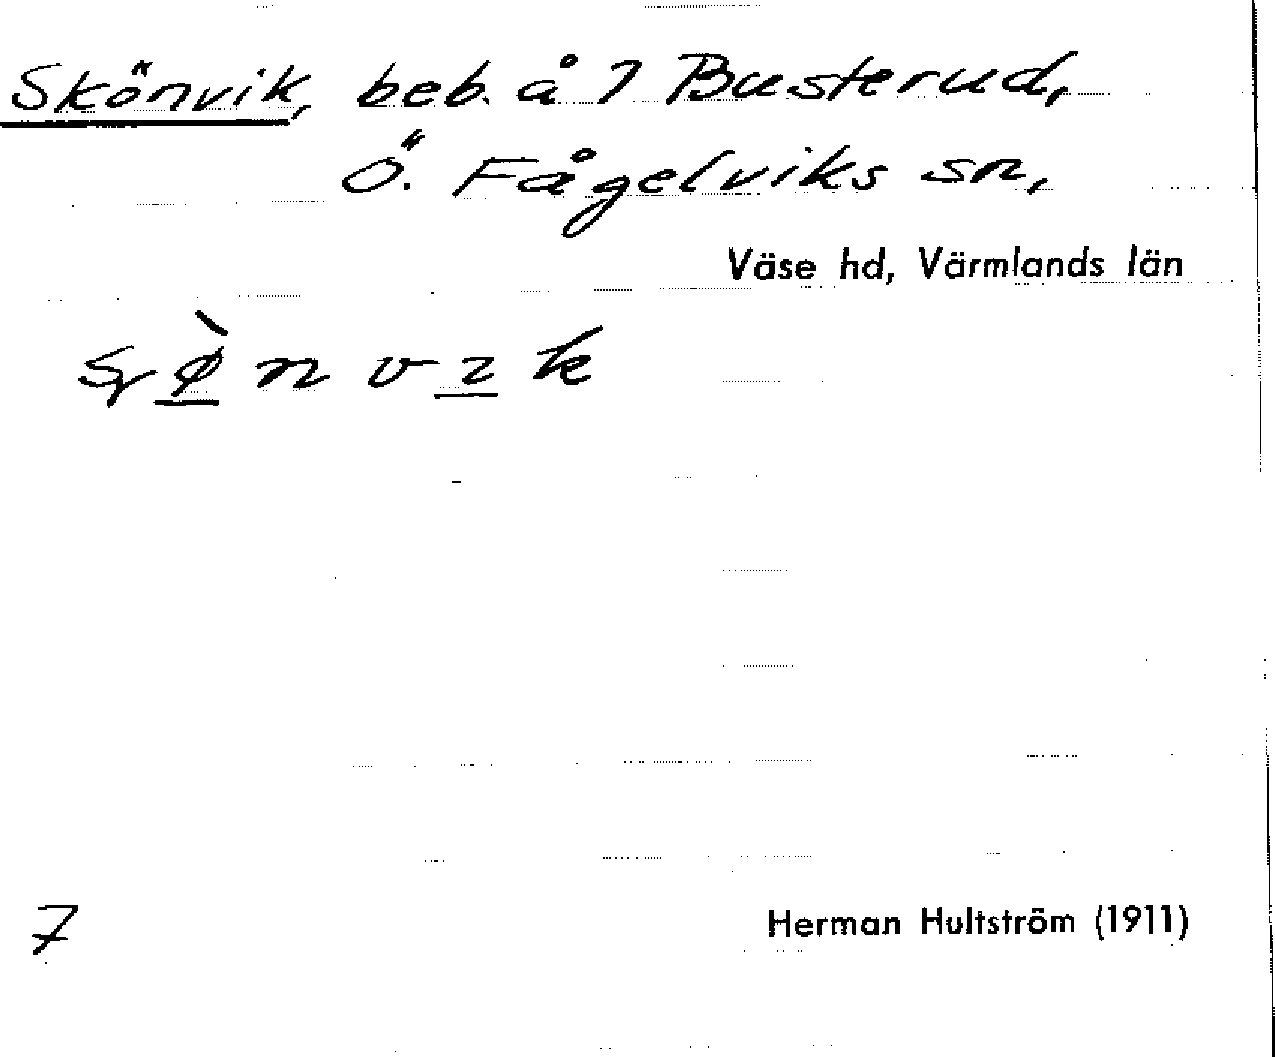 Skönvik, beb. å 7 Busterud,
Ö. Fågelviks sn,
Väse hd, Värmlands län
7
Herman Hultström (1911)